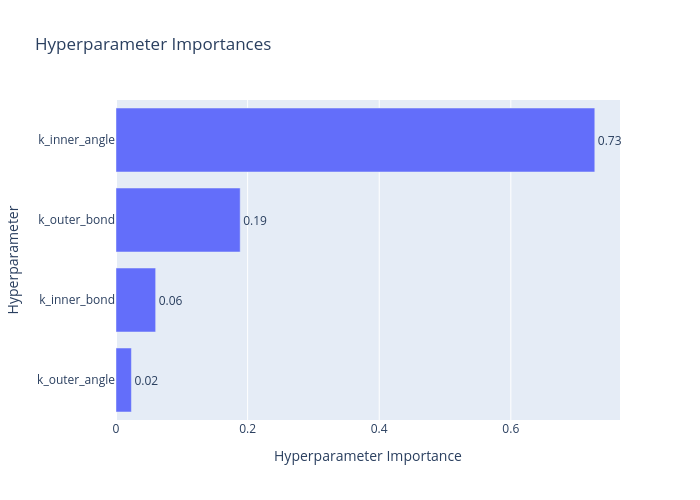 Hyperparameter Importances
Hyperparameter
k_inner_angle
0.73
k_outer_bond
0.19
k_inner_bond
0.06
k_outer_angle
0.02
0
0.2
0.4
0.6
Hyperparameter Importance